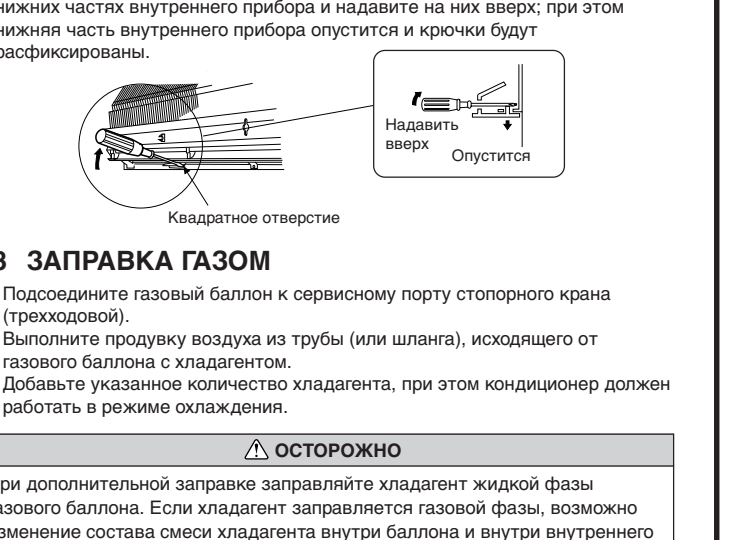 нижних частях внутреннего прибора и надавите на них вверх; при этом
нижняя часть внутреннего прибора опустится и крючки будут
расфиксированы.
Надавить
вверх
Опустится
Квадратное отверстие
ЗАПРАВКА ГАЗОМ
Подсоедините газовый баллон к сервисному порту стопорного крана
(трехходовой).
Выполните продувку воздуха из трубы (или шланга), исходящего от
газового баллона с хладагентом.
Добавьте указанное количество хладагента, при этом кондиционер должен
работать в режиме охлаждения.
ОСТОРОЖНО
ри дополнительной заправке заправляйте хладагент жидкой фазы
азового баллона. Если хладагент заправляется газовой фазы, возможно
зменение состава смеси хладагента внутри баллона и внутри внутреннего